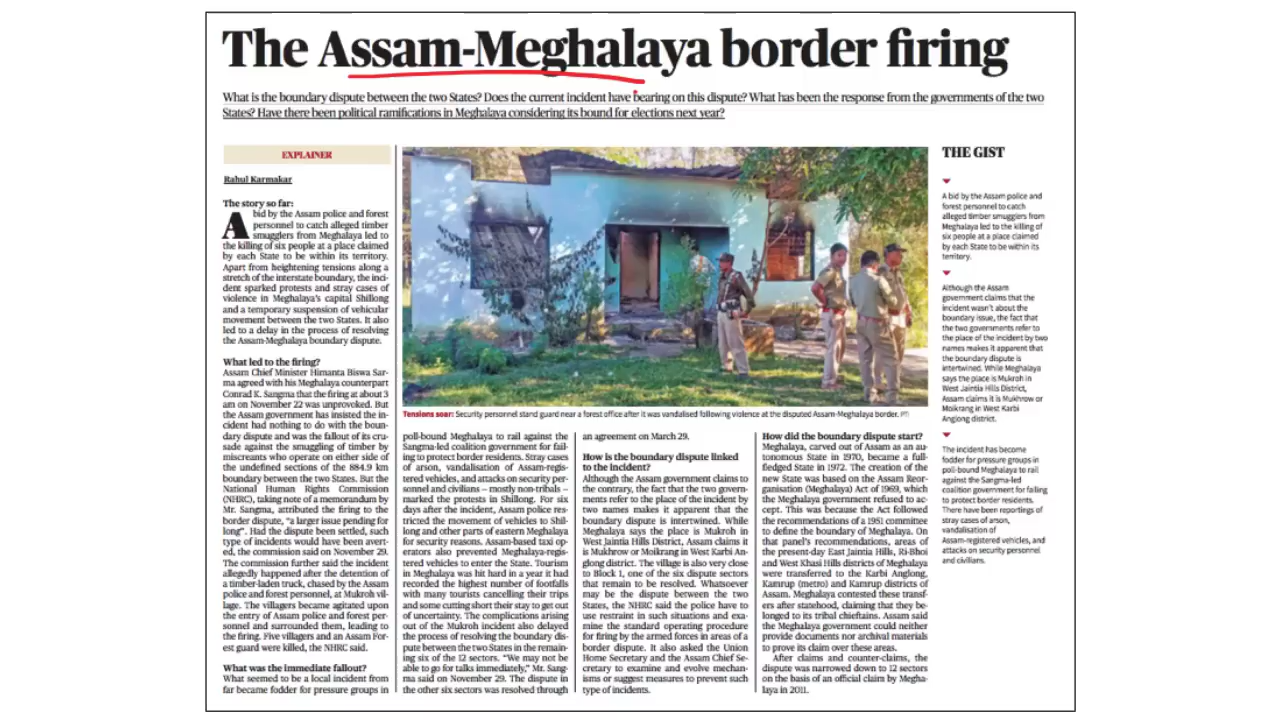 The Assam-Meghalaya border firing
What is the boundary dispute between the two States? Does the current incident have bearing on this dispute? What has been the response from the governments of the two
States? Have there been political ramifications in Meghalaya considering its bound for elections next year?
EXPLAINER
Rahul Karmakar
The story so far:
A bid by the Assam police and forest
personnel to catch alleged timber
smugglers from Meghalaya led to
the killing of six people at a place claimed
by each State to be within its territory.
Apart from heightening tensions along a
stretch of the interstate boundary, the inci-
dent sparked protests and stray cases of
violence in Meghalaya's capital Shillong
and a temporary suspension of vehicular
movement between the two States. It also
led to a delay in the process of resolving
the Assam-Meghalaya boundary dispute.
What led to the firing?
Assam Chief Minister Himanta Biswa Sar-
ma agreed with his Meghalaya counterpart
Conrad K. Sangma that the firing at about 3
am on November 22 was unprovoked. But
the Assam government has insisted the in-
cident had nothing to do with the boun-
dary dispute and was the fallout of its cru-
sade against the smuggling of timber by
miscreants who operate on either side of
the undefined sections of the 884.9 km
boundary between the two States. But the
National Human Rights Commission
(NHRC), taking note of a memorandum by
Mr. Sangma, attributed the firing to the
border dispute, "a larger issue pending for
long". Had the dispute been settled, such
type of incidents would have been avert-
ed, the commission said on November 29.
The commission further said the incident
allegedly happened after the detention of
a timber-laden truck, chased by the Assam
police and forest personnel, at Mukroh vil-
lage. The villagers became agitated upon
the entry of Assam police and forest per-
sonnel and surrounded them, leading to
the firing. Five villagers and an Assam For-
est guard were killed, the NHRC said.
What was the immediate fallout?
What seemed to be a local incident from
far became fodder for pressure groups in
Tensions soar: Security personnel stand guard near a forest office after it was vandalised following violence at the disputed Assam-Meghalaya border. PTI
poll-bound Meghalaya to rail against the
Sangma-led coalition government for fail-
ing to protect border residents. Stray cases
of arson, vandalisation of Assam-regis-
tered vehicles, and attacks on security per-
sonnel and civilians – mostly non-tribals –
marked the protests in Shillong. For six
days after the incident, Assam police res-
tricted the movement of vehicles to Shil-
long and other parts of eastern Meghalaya
for security reasons. Assam-based taxi op-
erators also prevented Meghalaya-regis-
tered vehicles to enter the State. Tourism
in Meghalaya was hit hard in a year it had
recorded the highest number of footfalls
with many tourists cancelling their trips
and some cutting short their stay to get out
of uncertainty. The complications arising
out of the Mukroh incident also delayed
the process of resolving the boundary dis-
pute between the two States in the remain-
ing six of the 12 sectors. "We may not be
able to go for talks immediately," Mr. Sang-
ma said on November 29. The dispute in
the other six sectors was resolved through
an agreement on March 29.
How is the boundary dispute linked
to the incident?
Although the Assam government claims to
the contrary, the fact that the two govern-
ments refer to the place of the incident by
two names makes it apparent that the
boundary dispute is intertwined. While
Meghalaya says the place is Mukroh in
West Jaintia Hills District, Assam claims it
is Mukhrow or Moikrang in West Karbi An-
glong district. The village is also very close
to Block 1, one of the six dispute sectors
that remain to be resolved. Whatsoever
may be the dispute between the two
States, the NHRC said the police have to
use restraint in such situations and exa-
mine the standard operating procedure
for firing by the armed forces in areas of a
border dispute. It also asked the Union
Home Secretary and the Assam Chief Se-
cretary to examine and evolve mechan-
isms or suggest measures to prevent such
type of incidents.
How did the boundary dispute start?
Meghalaya, carved out of Assam as an au-
tonomous State in 1970, became a full-
fledged State in 1972. The creation of the
new State was based on the Assam Reor-
ganisation (Meghalaya) Act of 1969, which
the Meghalaya government refused to ac-
cept. This was because the Act followed
the recommendations of a 1951 committee
to define the boundary of Meghalaya. On
that panel's recommendations, areas of
the present-day East Jaintia Hills, Ri-Bhoi
and West Khasi Hills districts of Meghalaya
were transferred to the Karbi Anglong,
Kamrup (metro) and Kamrup districts of
Assam. Meghalaya contested these transf-
ers after statehood, claiming that they be-
longed to its tribal chieftains. Assam said
the Meghalaya government could neither
provide documents nor archival materials
to prove its claim over these areas.
After claims and counter-claims, the
dispute was narrowed down to 12 sectors
on the basis of an official claim by Megha-
laya in 2011.
THE GIST
A bid by the Assam police and
forest personnel to catch
alleged timber smugglers from
Meghalaya led to the killing of
six people at a place claimed
by each State to be within its
territory.
Although the Assam
government claims that the
incident wasn't about the
boundary issue, the fact that
the two governments refer to
the place of the incident by two
names makes it apparent that
the boundary dispute is
intertwined. While Meghalaya
says the place is Mukroh in
West Jaintia Hills District,
Assam claims it is Mukhrow or
Moikrang in West Karbi
Anglong district.
The incident has become
fodder for pressure groups in
poll-bound Meghalaya to rail
against the Sangma-led
coalition government for failing
to protect border residents.
There have been reportings of
stray cases of arson,
vandalisation of
Assam-registered vehicles, and
attacks on security personnel
and civilians.